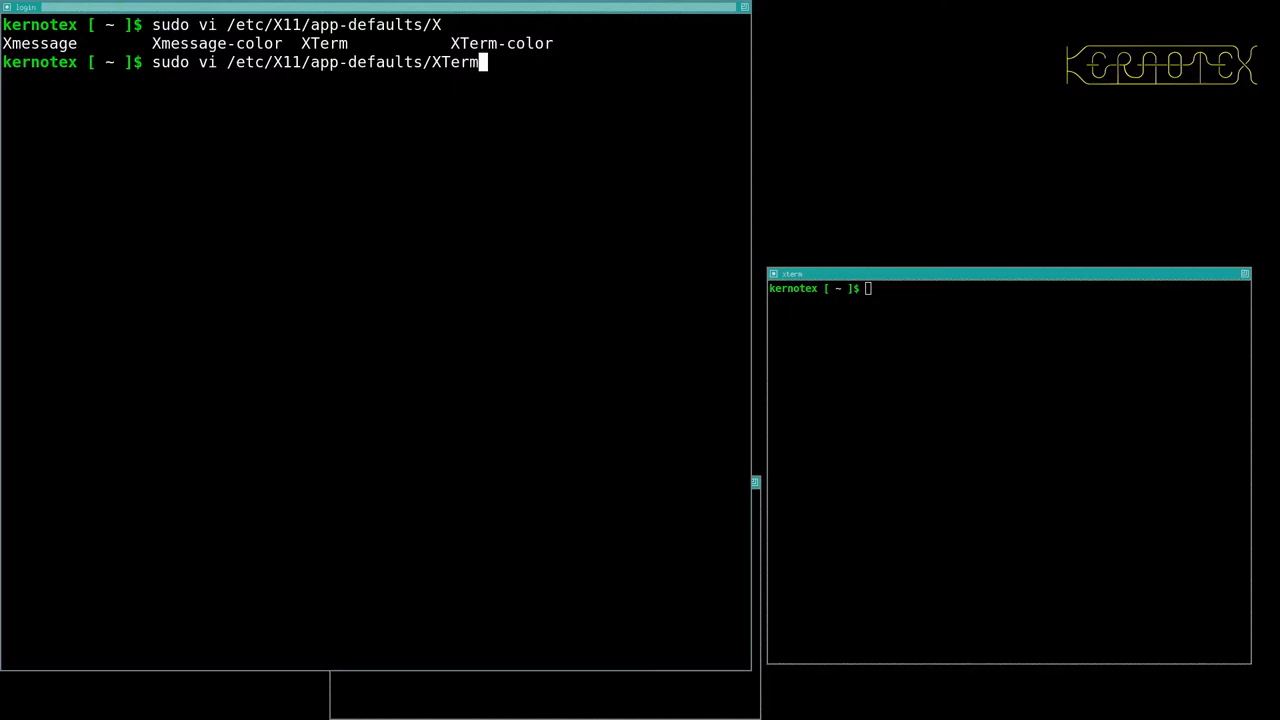 login
kernotex [ ~ ]$ sudo vi /etc/X11/app-defaults/X
Xmessage Xmessage-color XTerm XTerm-color
kernotex [ ~ ]$ sudo vi /etc/X11/app-defaults/XTerm
KERNOTEX
xterm
kernotex [ ~ ]$